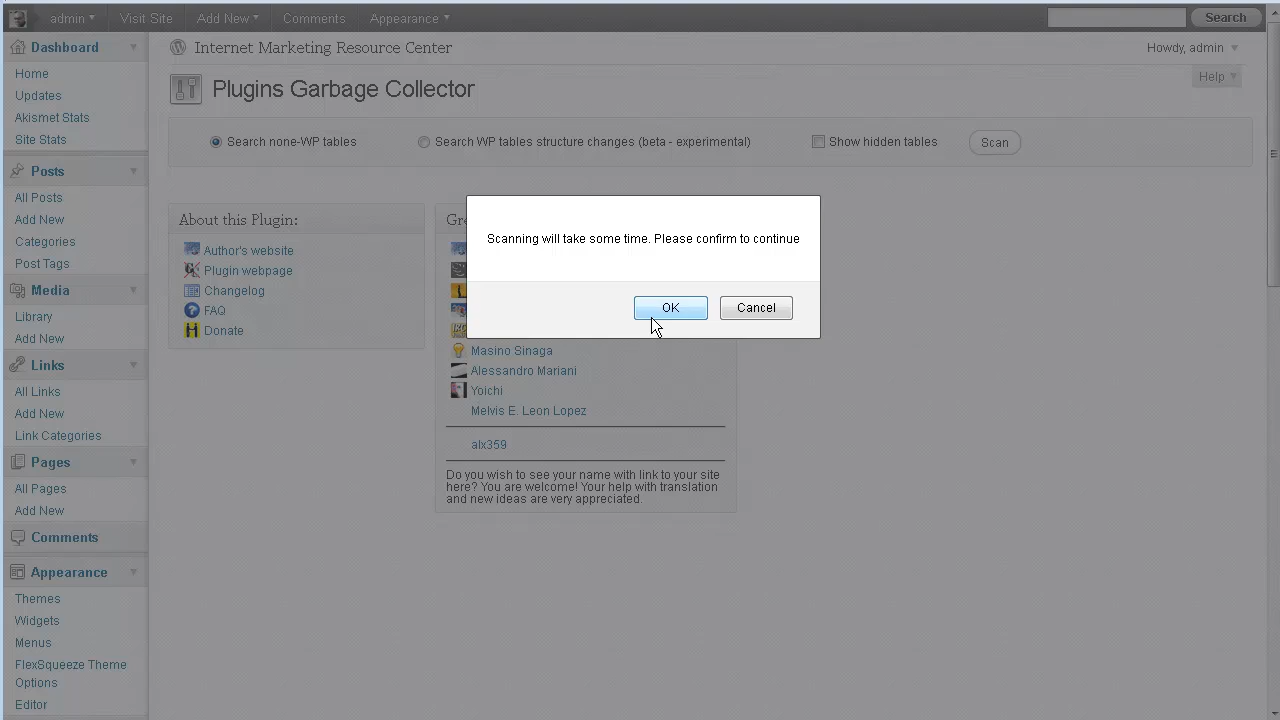 admin Visit Site Add New Comments Appearance Search
Dashboard
Home
Updates
Akismet Stats
Site Stats
Posts
All Posts
Add New
Categories
Post Tags
Media
Library
Add New
Links
All Links
Add New
Link Categories
Pages
All Pages
Add New
Comments
Appearance
Themes
Widgets
Menus
FlexSqueeze Theme
Options
Editor
Internet Marketing Resource Center Howdy, admin
Help
Plugins Garbage Collector
Search none-WP tables Search WP tables structure changes (beta - experimental) Show hidden tables Scan
About this Plugin:
Author's website
Plugin webpage
Changelog
FAQ
Donate
Scanning will take some time. Please confirm to continue
OK Cancel
Masino Sinaga
Alessandro Mariani
Yoichi
Melvis E. Leon Lopez
alx359
Do you wish to see your name with link to your site
here? You are welcome! Your help with translation
and new ideas are very appreciated.